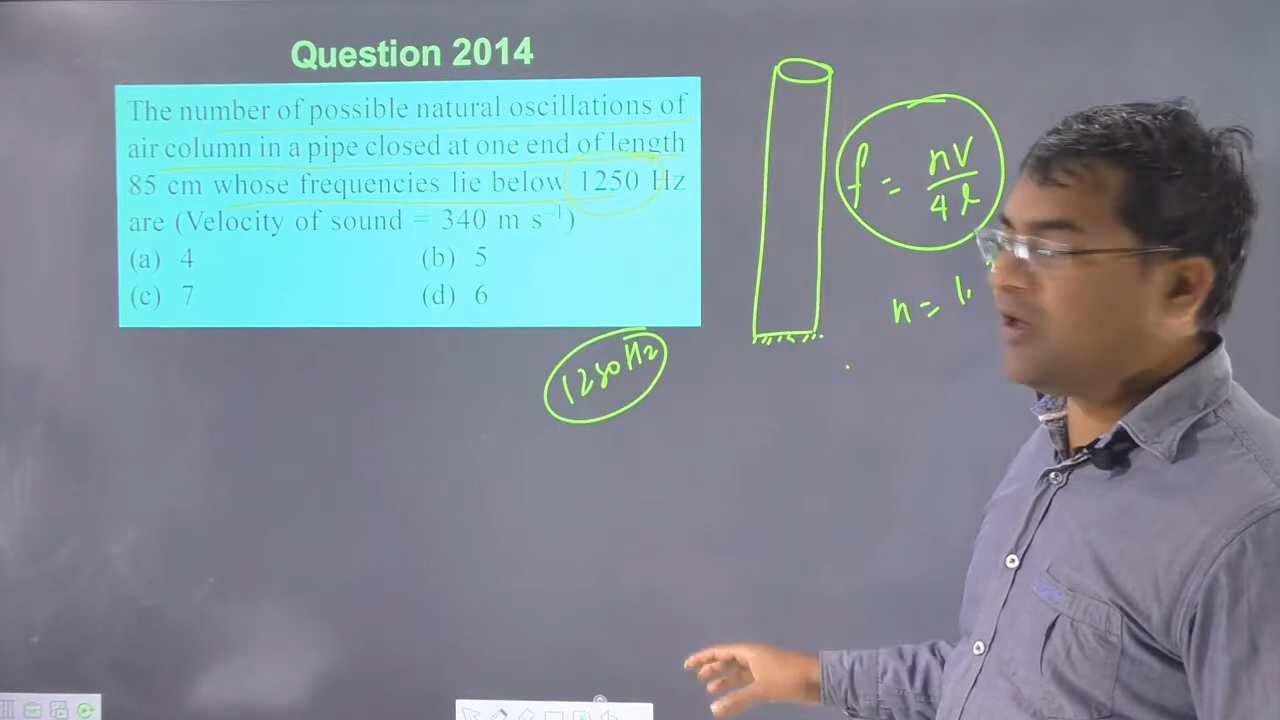 Question 2014
The number of possible natural oscillations of
air column in a pipe closed at one end of length
85 cm whose frequencies lie below 1250 Hz
are (Velocity of sound = 340 m s⁻¹)
(a) 4 (b) 5
(c) 7 (d) 6
1250 Hz
f = nV / 4l
n = 1,